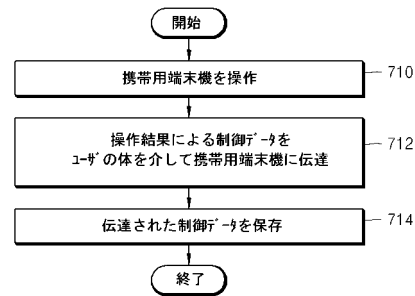 開始
携帯用端末機を操作
710
操作結果による制御ﾃﾞｰﾀを
ﾕｰｻﾞの体を介して携帯用端末機に伝達
712
伝達された制御ﾃﾞｰﾀを保存
714
終了